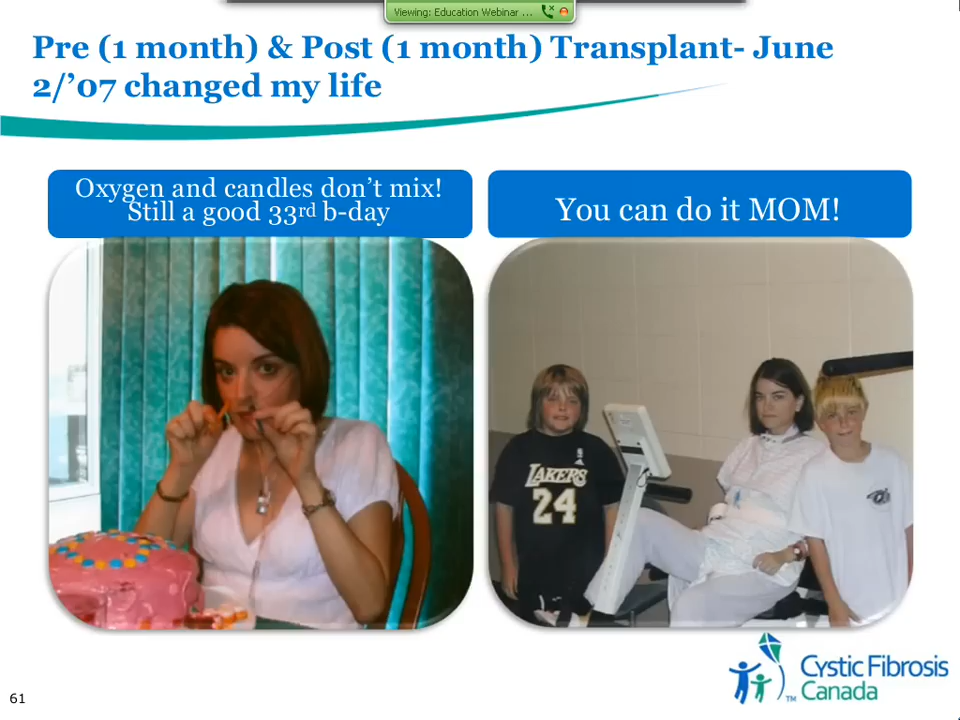 Viewing: Education Webinar ...
Pre (1 month) & Post (1 month) Transplant- June
2/’07 changed my life
Oxygen and candles don’t mix!
Still a good 33rd b-day
You can do it MOM!
LAKERS
24
Cystic Fibrosis
Canada
TM
61